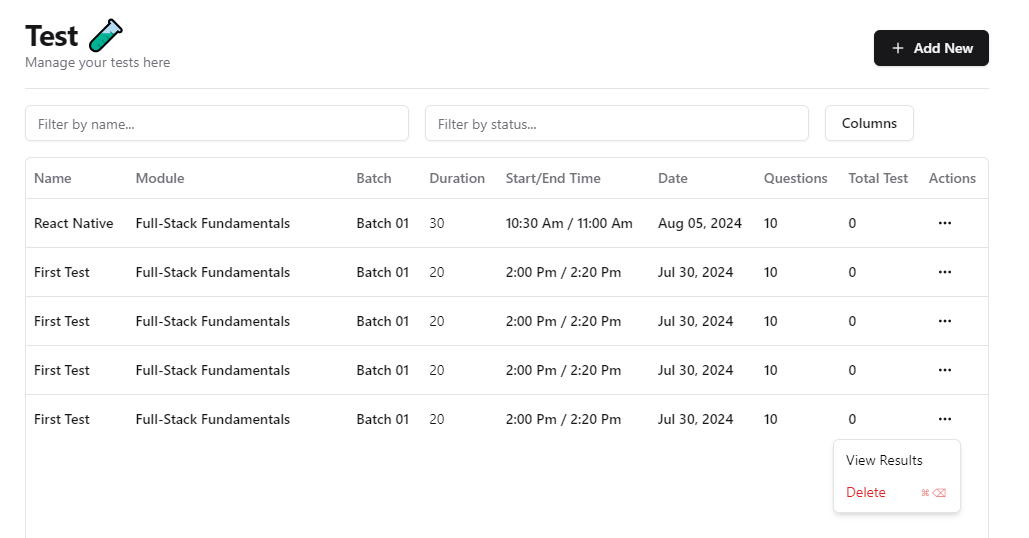 Test
Manage your tests here
+ Add New
Filter by name...
Filter by status...
Columns
Name Module Batch Duration Start/End Time Date Questions Total Test Actions
React Native Full-Stack Fundamentals Batch 01 30 10:30 Am / 11:00 Am Aug 05, 2024 10 0 ...
First Test Full-Stack Fundamentals Batch 01 20 2:00 Pm / 2:20 Pm Jul 30, 2024 10 0 ...
First Test Full-Stack Fundamentals Batch 01 20 2:00 Pm / 2:20 Pm Jul 30, 2024 10 0 ...
First Test Full-Stack Fundamentals Batch 01 20 2:00 Pm / 2:20 Pm Jul 30, 2024 10 0 ...
First Test Full-Stack Fundamentals Batch 01 20 2:00 Pm / 2:20 Pm Jul 30, 2024 10 0 ...
View Results
Delete ⌘⌫